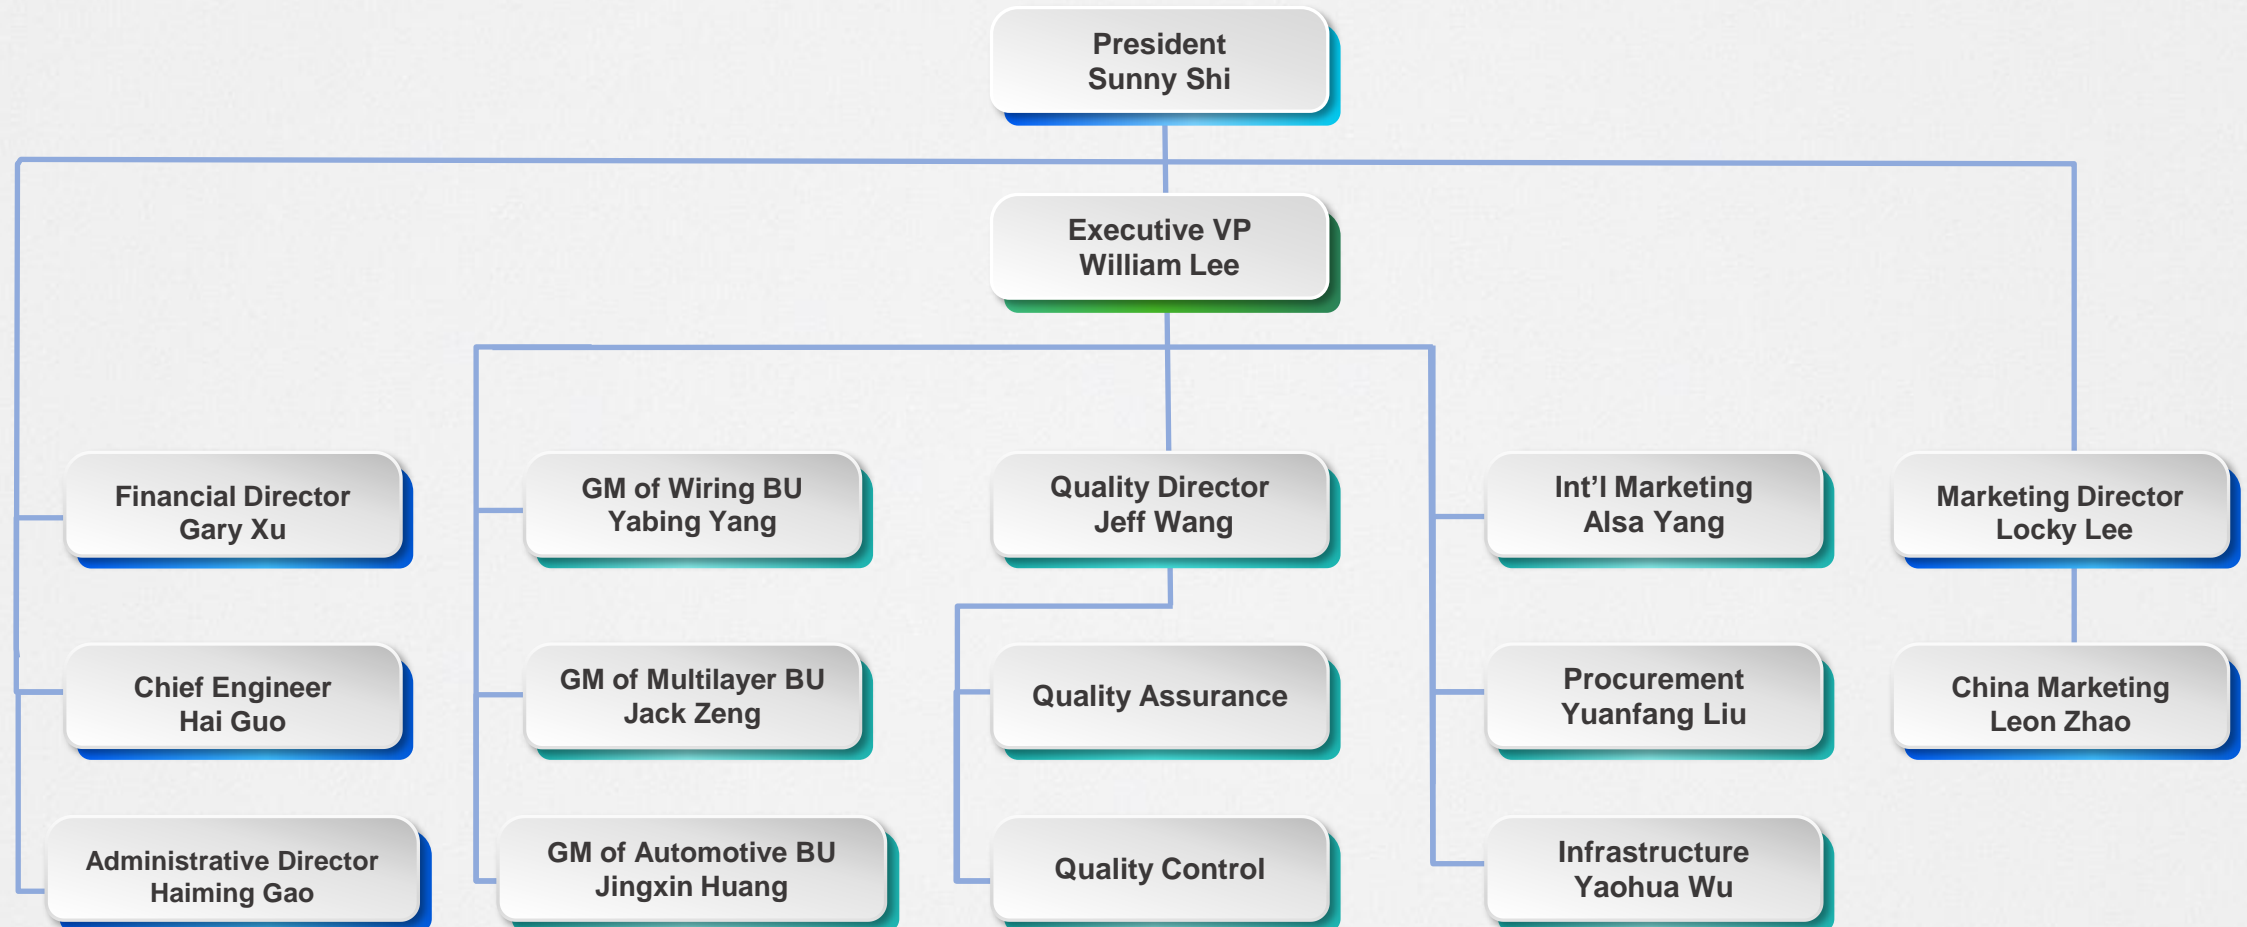 President
Sunny Shi
Executive VP
William Lee
Financial Director
Gary Xu
GM of Wiring BU
Yabing Yang
Quality Director
Jeff Wang
Int’l Marketing
Alsa Yang
Marketing Director
Locky Lee
Chief Engineer
Hai Guo
GM of Multilayer BU
Jack Zeng
Quality Assurance
Procurement
Yuanfang Liu
China Marketing
Leon Zhao
Administrative Director
Haiming Gao
GM of Automotive BU
Jingxin Huang
Quality Control
Infrastructure
Yaohua Wu